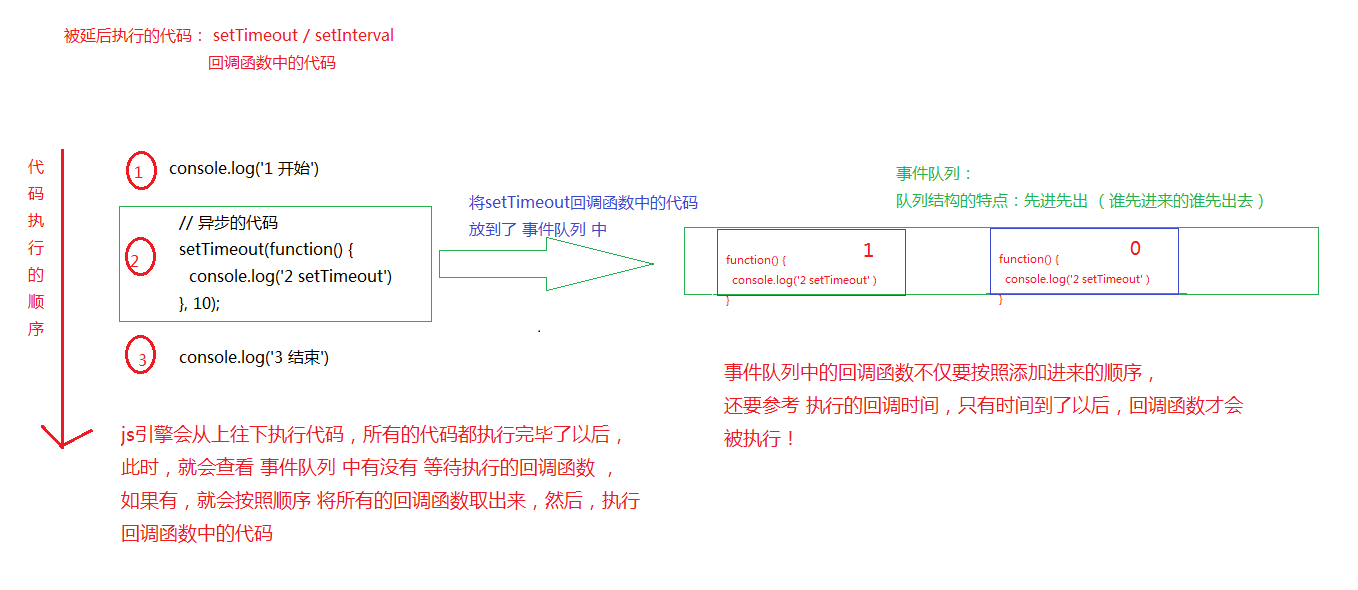 被延后执行的代码： setTimeout / setInterval
回调函数中的代码
代
码
执
行
的
顺
序
1
console.log('1 开始')
2
// 异步的代码
setTimeout(function() {
console.log('2 setTimeout')
}, 10);
3
console.log('3 结束')
将setTimeout回调函数中的代码
放到了 事件队列 中
事件队列：
队列结构的特点：先进先出 （ 谁先进来的谁先出去 ）
1
function() {
console.log('2 setTimeout' )
}
0
function() {
console.log('2 setTimeout' )
}
事件队列中的回调函数不仅要按照添加进来的顺序，
还要参考 执行的回调时间，只有时间到了以后，回调函数才会
被执行！
js引擎会从上往下执行代码，所有的代码都执行完毕了以后，
此时，就会查看 事件队列 中有没有 等待执行的回调函数 ，
如果有，就会按照顺序 将所有的回调函数取出来，然后，执行
回调函数中的代码